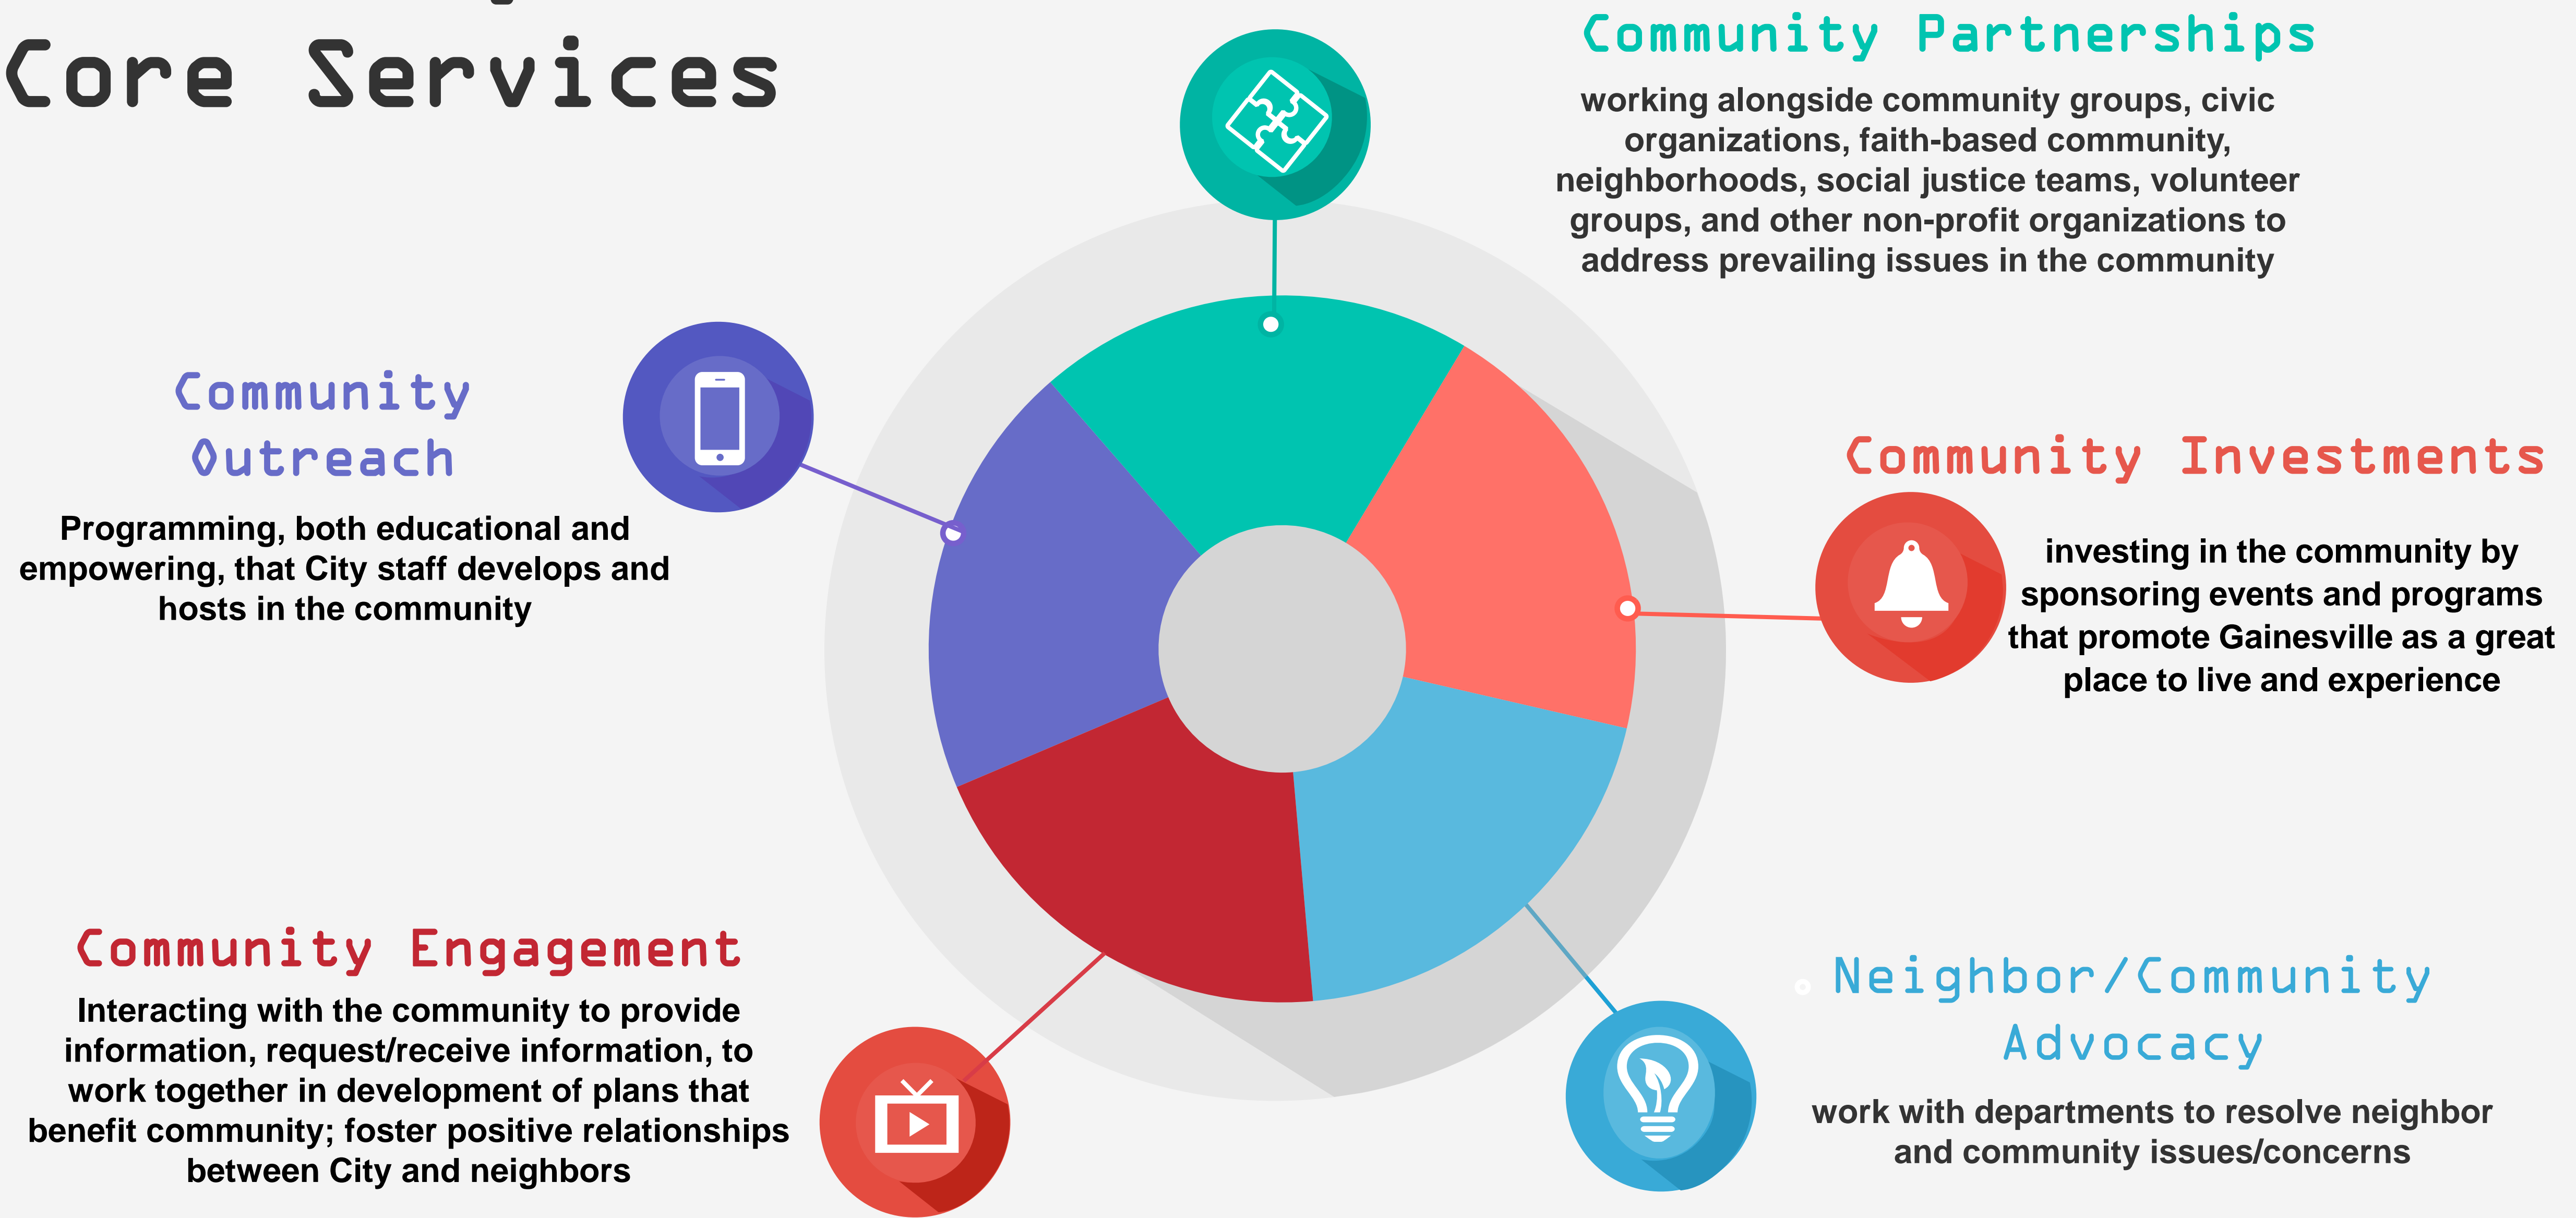 Core Services
Community Partnerships
working alongside community groups, civic
organizations, faith-based community,
neighborhoods, social justice teams, volunteer
groups, and other non-profit organizations to
address prevailing issues in the community
Community
Outreach
Programming, both educational and
empowering, that City staff develops and
hosts in the community
Community Investments
investing in the community by
sponsoring events and programs
that promote Gainesville as a great
place to live and experience
Community Engagement
Interacting with the community to provide
information, request/receive information, to
work together in development of plans that
benefit community; foster positive relationships
between City and neighbors
Neighbor/Community
Advocacy
work with departments to resolve neighbor
and community issues/concerns